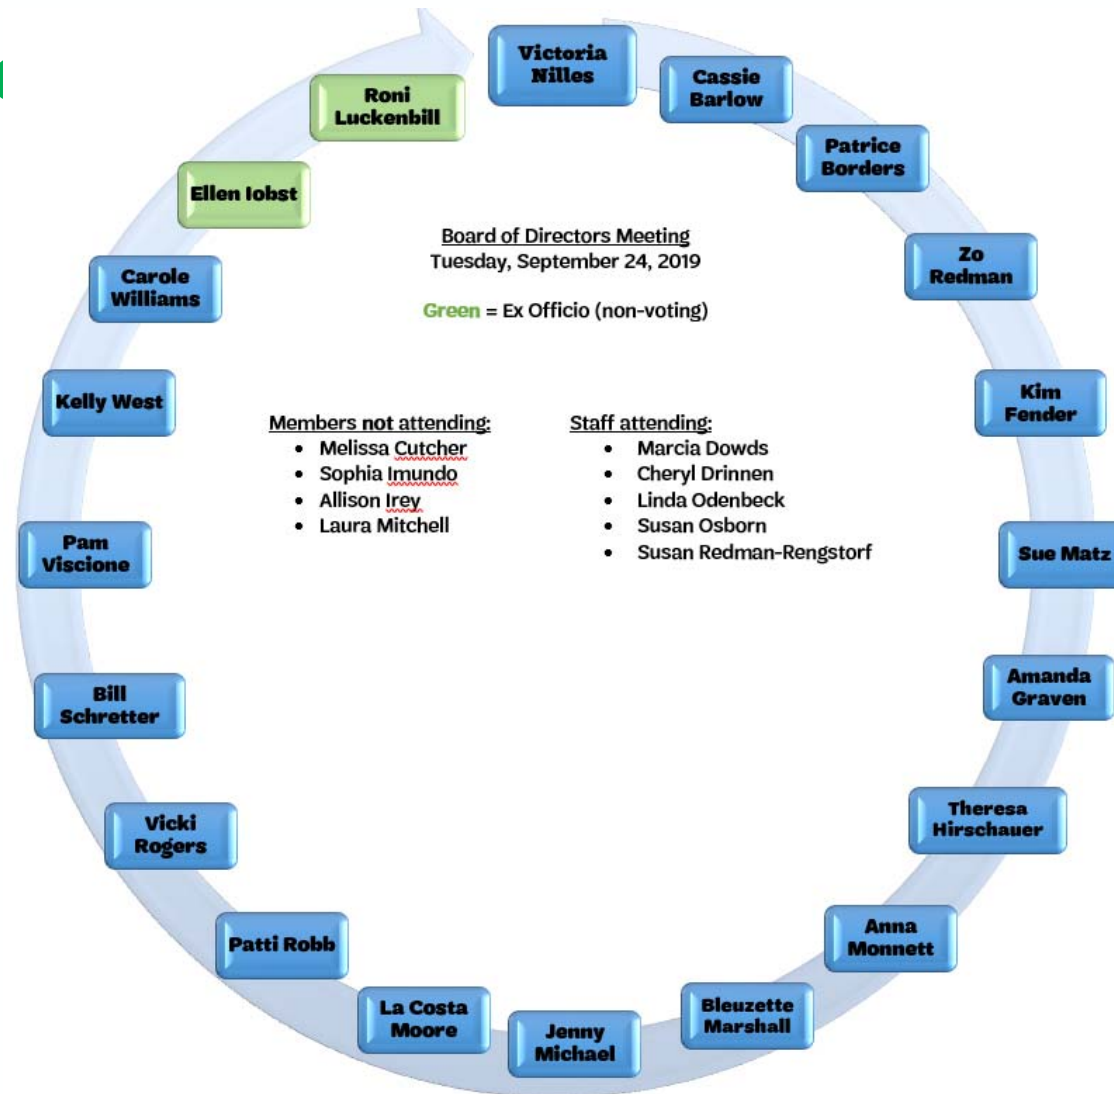 Victoria
Nilles
Cassie
Barlow
Patrice
Borders
Zo
Redman
Kim
Fender
Sue Matz
Amanda
Graven
Theresa
Hirschauer
Anna
Monnett
Bleuzette
Marshall
Jenny
Michael
La Costa
Moore
Patti Robb
Vicki
Rogers
Bill
Schretter
Pam
Viscione
Kelly West
Carole
Williams
Ellen Iobst
Roni
Luckenbill
Board of Directors Meeting
Tuesday, September 24, 2019
Green = Ex Officio (non-voting)
Members not attending:
• Melissa Cutcher
• Sophia Imundo
• Allison Irey
• Laura Mitchell
Staff attending:
• Marcia Dowds
• Cheryl Drinnen
• Linda Odenbeck
• Susan Osborn
• Susan Redman-Rengstorf